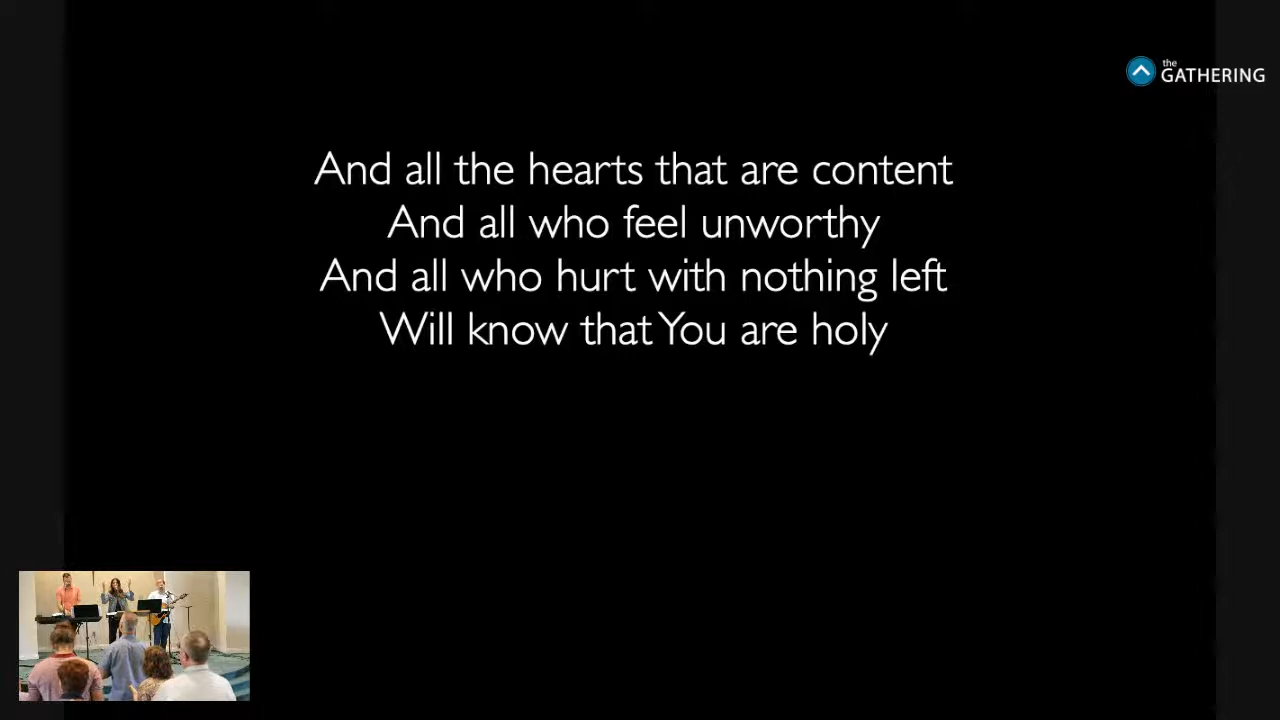 the
GATHERING
And all the hearts that are content
And all who feel unworthy
And all who hurt with nothing left
Will know that You are holy